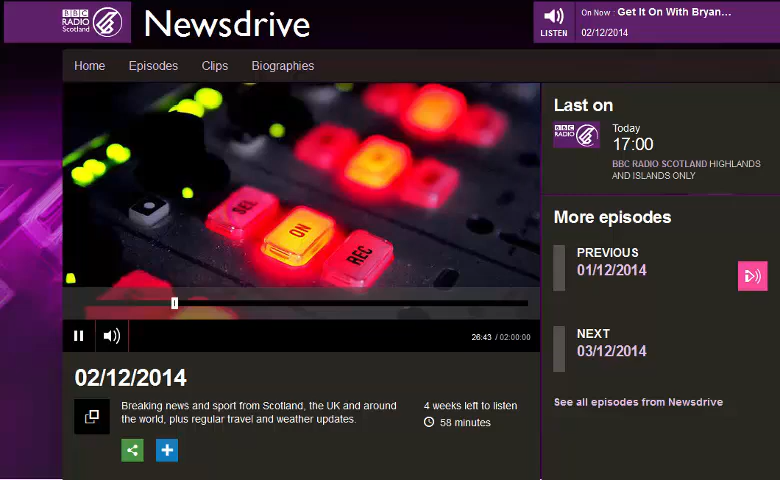 BBC
RADIO
Scotland
Newsdrive
LISTEN
On Now : Get It On With Bryan...
02/12/2014
Home
Episodes
Clips
Biographies
SEL
ON
REC
26:43 / 02:00:00
02/12/2014
Breaking news and sport from Scotland, the UK and around
the world, plus regular travel and weather updates.
4 weeks left to listen
58 minutes
Last on
BBC
RADIO
Today
17:00
BBC RADIO SCOTLAND HIGHLANDS
AND ISLANDS ONLY
More episodes
PREVIOUS
01/12/2014
NEXT
03/12/2014
See all episodes from Newsdrive